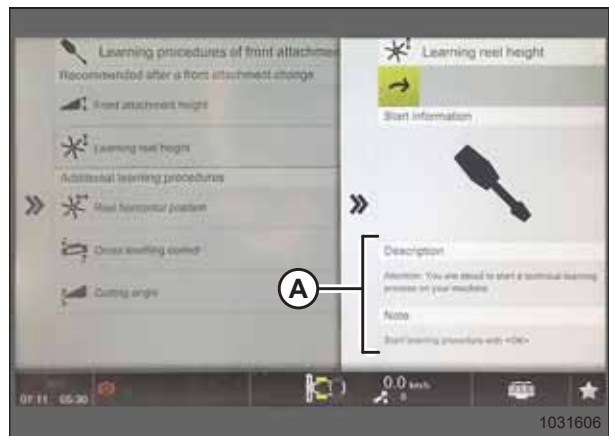 Learning procedures of front attachmen
Recommended after a front attachment change
Front attachment height
Learning reel height
Additional learning procedures
Reel horizontal position
Cross levelling control
Cutting angle
Learning reel height
Start information
Description
Attention: You are about to start a technical learning
process on your machine.
Note
Start learning procedure with <OK>
A
07:11 05:30
0.0 km/h
0
1031606